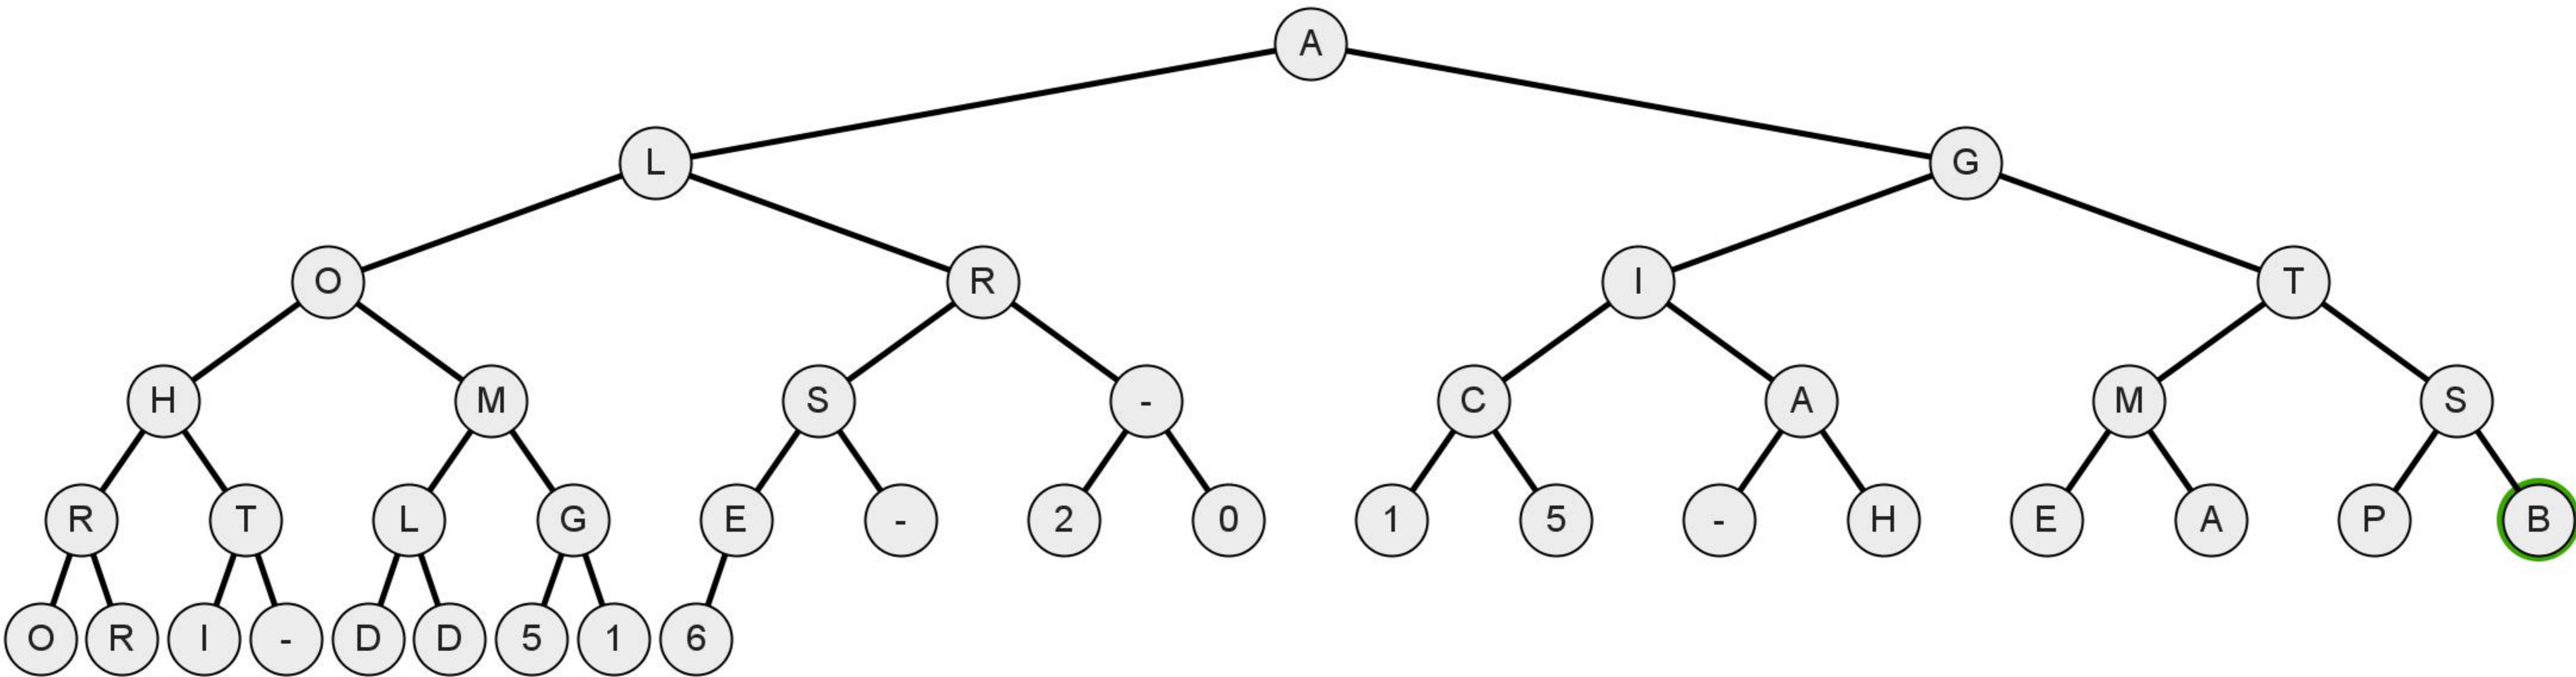 A
L G
O R I T
H M S - C A M S
R T L G E - 2 0 1 5 - H E A P B
O R I - D D 5 1 6